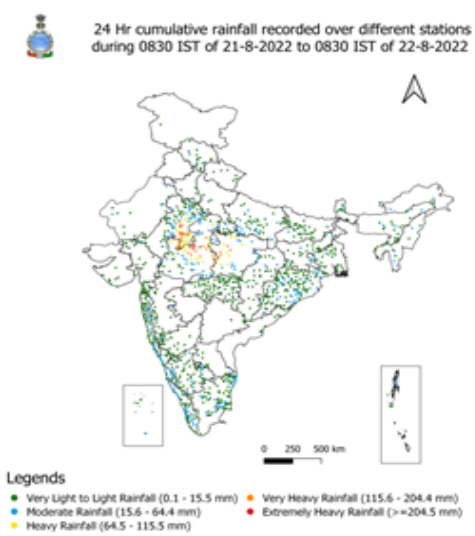 24 Hr cumulative rainfall recorded over different stations
during 0830 IST of 21-8-2022 to 0830 IST of 22-8-2022
0 250 500 km
Legends
Very Light to Light Rainfall (0.1 - 15.5 mm) Very Heavy Rainfall (115.6 - 204.4 mm)
Moderate Rainfall (15.6 - 64.4 mm) Extremely Heavy Rainfall (>=204.5 mm)
Heavy Rainfall (64.5 - 115.5 mm)